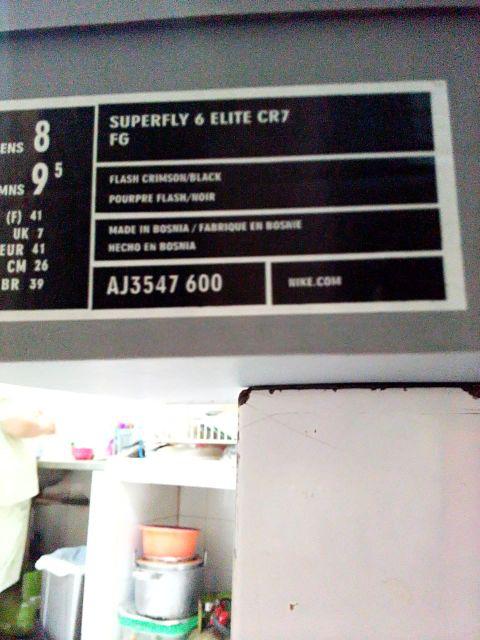 ENS 8
MNS 9 5
(F) 41
UK 7
EUR 41
CM 26
BR 39
SUPERFLY 6 ELITE CR7
FG
FLASH CRIMSON/BLACK
POURPRE FLASH/NOIR
MADE IN BOSNIA / FABRIQUE EN BOSNIE
HECHO EN BOSNIA
AJ3547 600
NIKE.COM